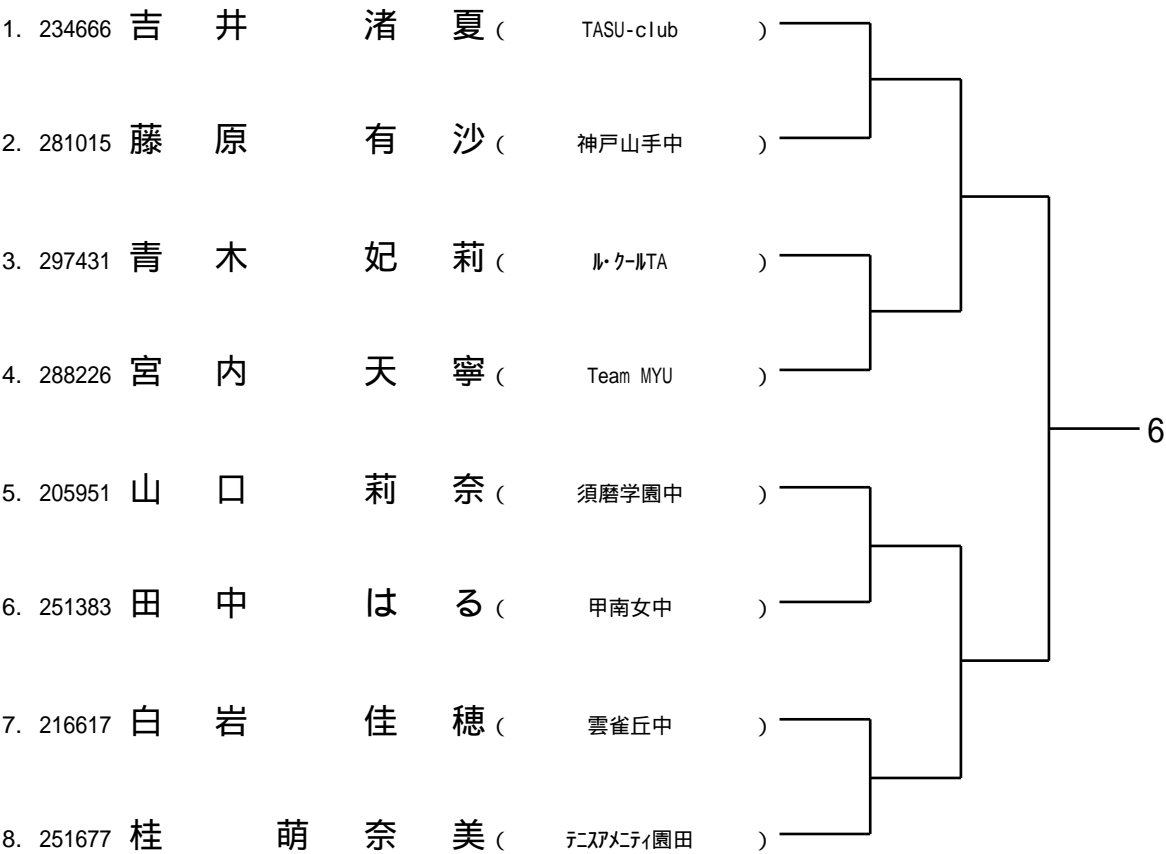 1. 234666 吉井 渚夏 ( TASU-club )
2. 281015 藤原 有沙 ( 神戸山手中 )
3. 297431 青木 妃莉 ( ル・クールTA )
4. 288226 宮内 天寧 ( Team MYU )
6
5. 205951 山口 莉奈 ( 須磨学園中 )
6. 251383 田中 はる ( 甲南女中 )
7. 216617 白岩 佳穂 ( 雲雀丘中 )
8. 251677 桂 萌奈美 ( テニスアメニティ園田 )